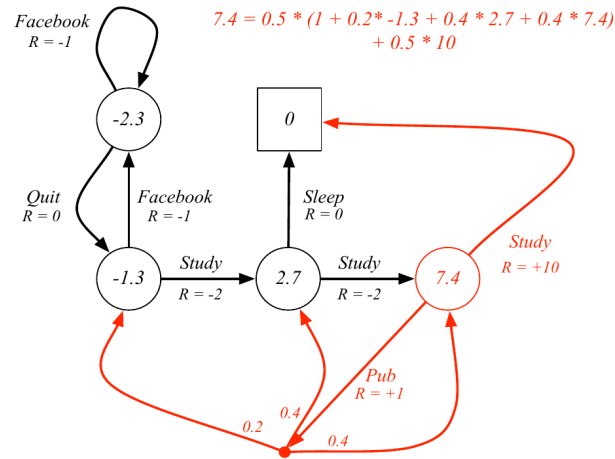 Facebook
R = -1
7.4 = 0.5 * (1 + 0.2* -1.3 + 0.4 * 2.7 + 0.4 * 7.4)
+ 0.5 * 10
-2.3
0
Quit
R = 0
Facebook
R = -1
Sleep
R = 0
Study
R = +10
-1.3
Study
R = -2
2.7
Study
R = -2
7.4
Pub
R = +1
0.2
0.4
0.4